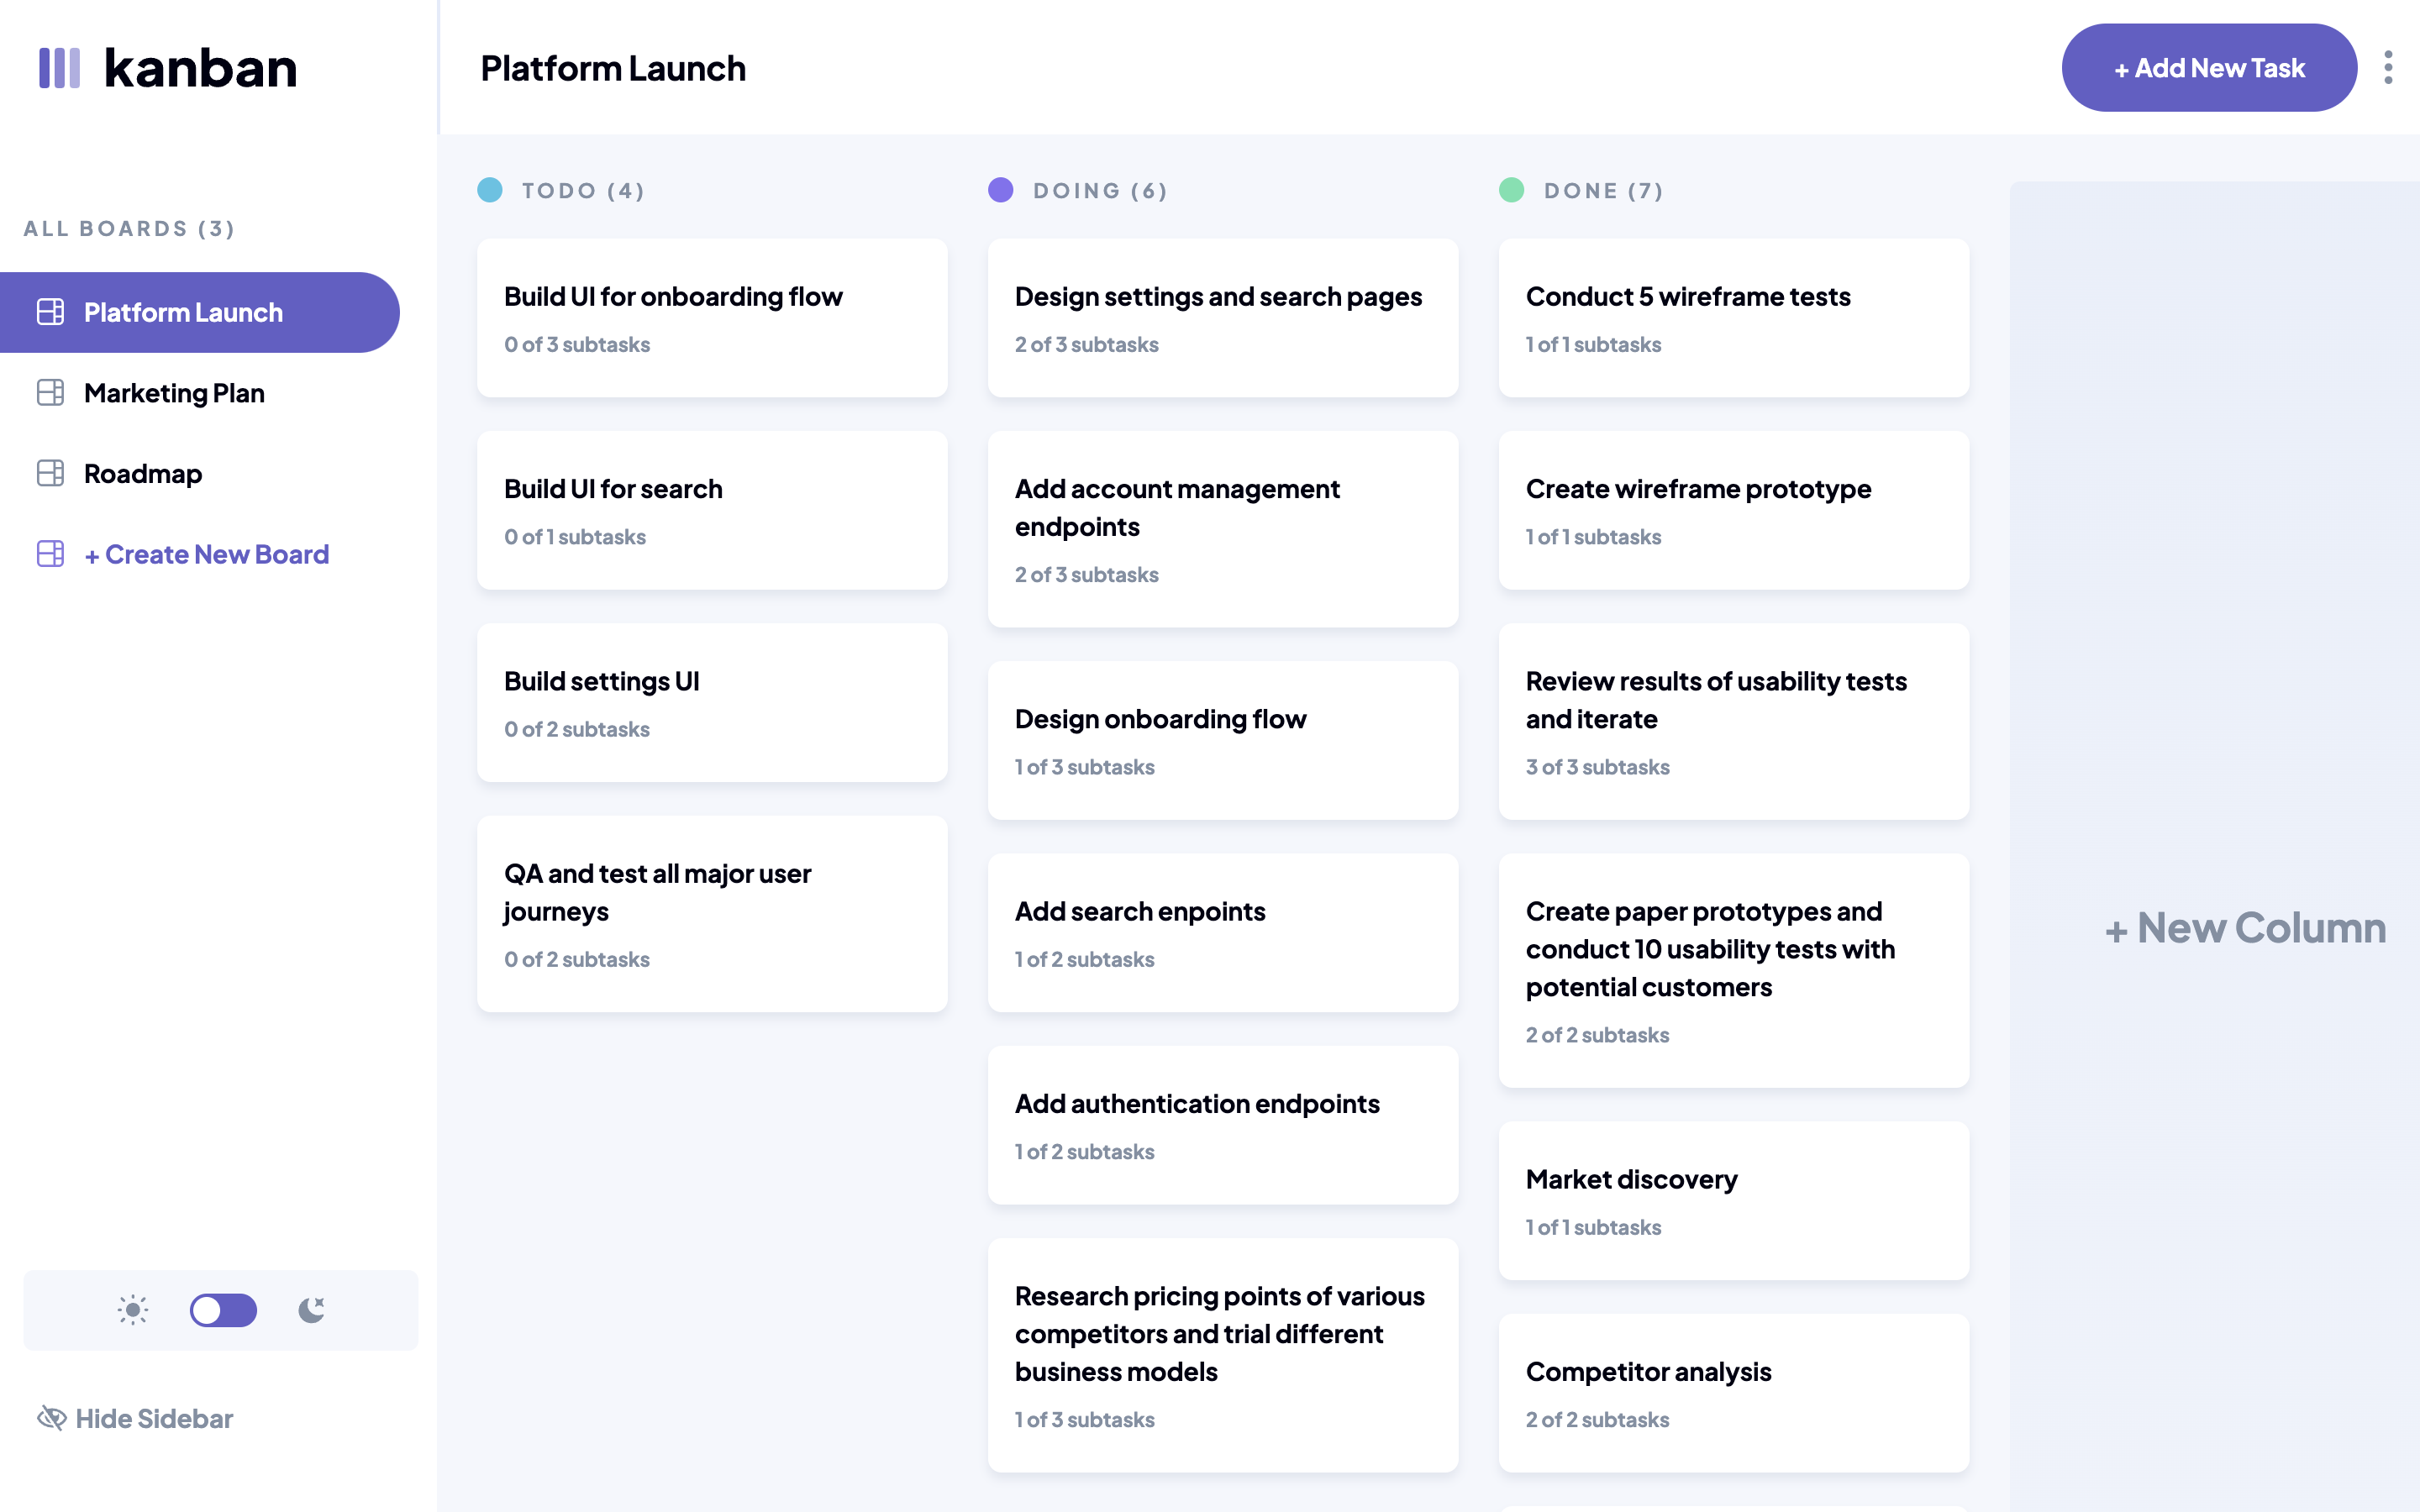 kanban
Platform Launch
+ Add New Task
ALL BOARDS (3)
Platform Launch
Marketing Plan
Roadmap
+ Create New Board
Hide Sidebar
TODO (4)
Build UI for onboarding flow
0 of 3 subtasks
Build UI for search
0 of 1 subtasks
Build settings UI
0 of 2 subtasks
QA and test all major user
journeys
0 of 2 subtasks
DOING (6)
Design settings and search pages
2 of 3 subtasks
Add account management
endpoints
2 of 3 subtasks
Design onboarding flow
1 of 3 subtasks
Add search enpoints
1 of 2 subtasks
Add authentication endpoints
1 of 2 subtasks
Research pricing points of various
competitors and trial different
business models
1 of 3 subtasks
DONE (7)
Conduct 5 wireframe tests
1 of 1 subtasks
Create wireframe prototype
1 of 1 subtasks
Review results of usability tests
and iterate
3 of 3 subtasks
Create paper prototypes and
conduct 10 usability tests with
potential customers
2 of 2 subtasks
Market discovery
1 of 1 subtasks
Competitor analysis
2 of 2 subtasks
+ New Column